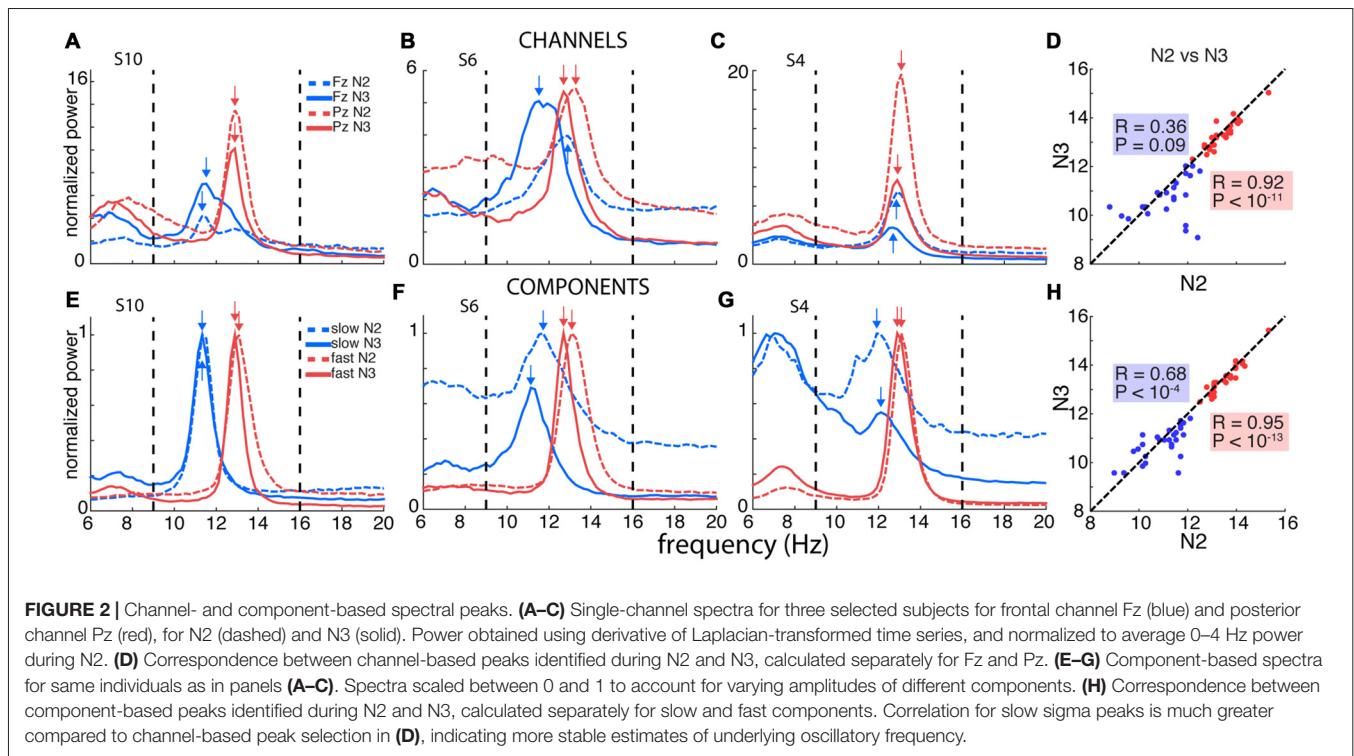 CHANNELS
A
S10
16
0
normalized power
Fz N2
Fz N3
Pz N2
Pz N3
B
S6
6
0
C
S4
20
0
D
N2 vs N3
16
14
12
10
8
N3
R = 0.36
P = 0.09
R = 0.92
P < 10-11
N2
COMPONENTS
E
S10
1
0
normalized power
slow N2
slow N3
fast N2
fast N3
6 8 10 12 14 16 18 20
F
S6
1
0
6 8 10 12 14 16 18 20
G
S4
1
0
6 8 10 12 14 16 18 20
frequency (Hz)
H
16
14
12
10
8
N3
R = 0.68
P < 10-4
R = 0.95
P < 10-13
8 10 12 14 16
N2
FIGURE 2 | Channel- and component-based spectral peaks. (A–C) Single-channel spectra for three selected subjects for frontal channel Fz (blue) and posterior
channel Pz (red), for N2 (dashed) and N3 (solid). Power obtained using derivative of Laplacian-transformed time series, and normalized to average 0–4 Hz power
during N2. (D) Correspondence between channel-based peaks identified during N2 and N3, calculated separately for Fz and Pz. (E–G) Component-based spectra
for same individuals as in panels (A–C). Spectra scaled between 0 and 1 to account for varying amplitudes of different components. (H) Correspondence between
component-based peaks identified during N2 and N3, calculated separately for slow and fast components. Correlation for slow sigma peaks is much greater
compared to channel-based peak selection in (D), indicating more stable estimates of underlying oscillatory frequency.